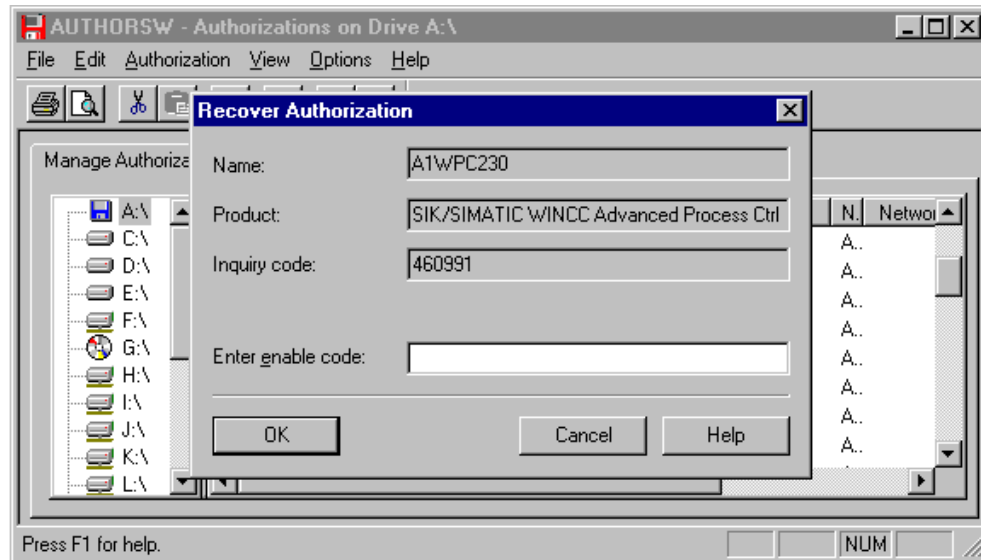 AUTHORSW - Authorizations on Drive A:\
File Edit Authorization View Options Help
Recover Authorization
Manage Authoriza
Name: A1WPC230
Product: SIK/SIMATIC WINCC Advanced Process Ctrl
Inquiry code: 460991
Enter enable code:
OK Cancel Help
A:\
C:\
D:\
E:\
F:\
G:\
H:\
I:\
J:\
K:\
L:\
N. Networ
A..
A..
A..
A..
A..
A..
A..
A..
Press F1 for help. NUM